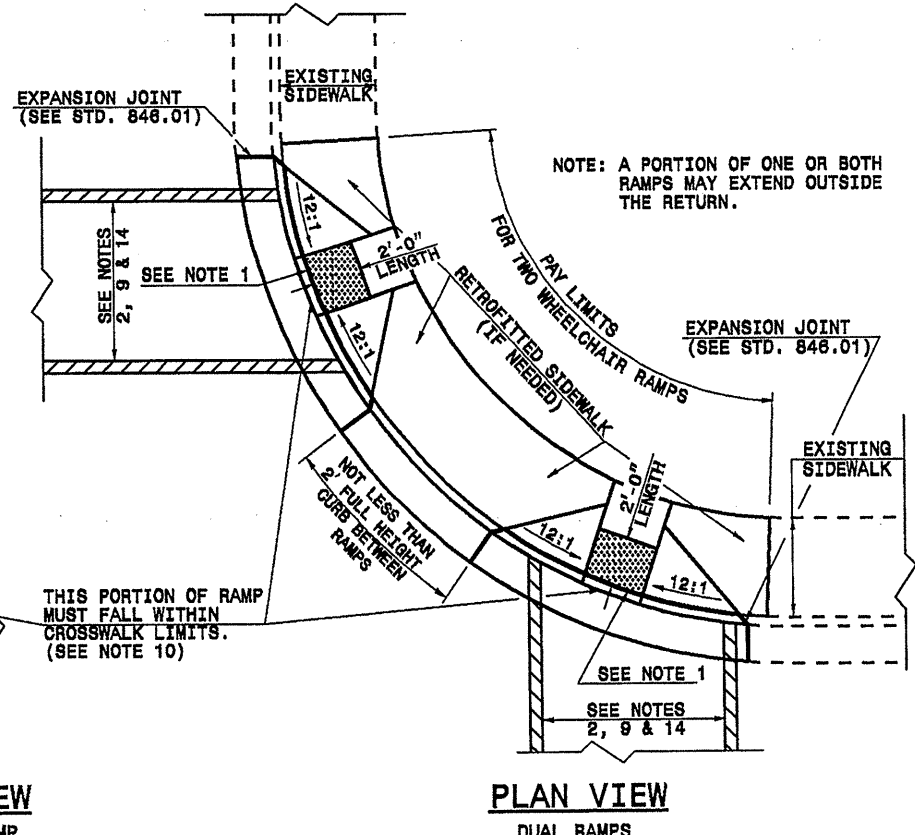 EXISTING
SIDEWALK
EXPANSION JOINT
(SEE STD. 846.01)
NOTE: A PORTION OF ONE OR BOTH
RAMPS MAY EXTEND OUTSIDE
THE RETURN.
SEE NOTES
2, 9 & 14
SEE NOTE 1
12:1
2'-0"
LENGTH
12:1
PAY LIMITS
FOR TWO WHEELCHAIR RAMPS
RETROFITTED SIDEWALK
(IF NEEDED)
EXPANSION JOINT
(SEE STD. 846.01)
EXISTING
SIDEWALK
NOT LESS THAN
2' FULL HEIGHT
CURB BETWEEN
RAMPS
2'-0"
LENGTH
12:1
12:1
THIS PORTION OF RAMP
MUST FALL WITHIN
CROSSWALK LIMITS.
(SEE NOTE 10)
SEE NOTE 1
SEE NOTES
2, 9 & 14
EW
PLAN VIEW
DUAL RAMPS